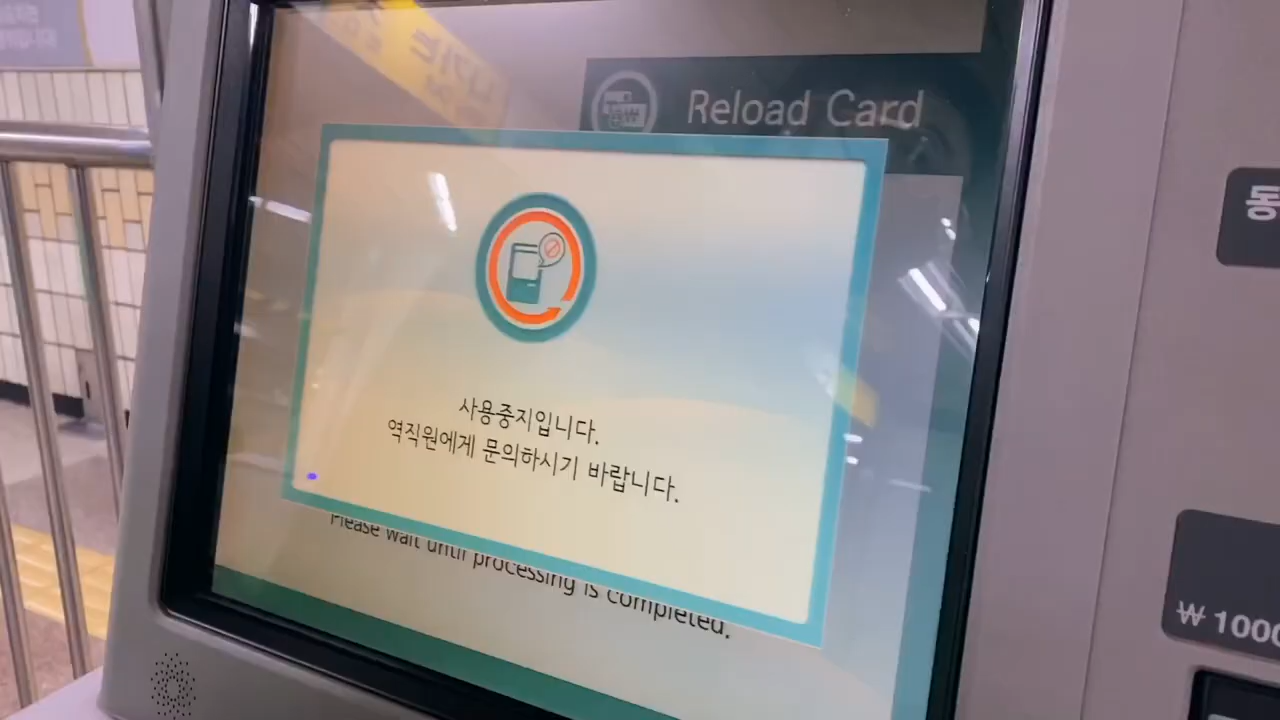 Reload Card
사용중지입니다.
역직원에게 문의하시기 바랍니다.
Please wait until processing is completed.
동
₩ 1000